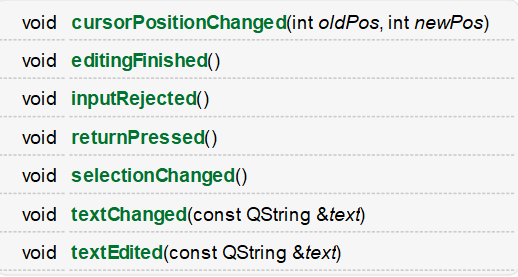 void cursorPositionChanged(int oldPos, int newPos)
void editingFinished()
void inputRejected()
void returnPressed()
void selectionChanged()
void textChanged(const QString &text)
void textEdited(const QString &text)